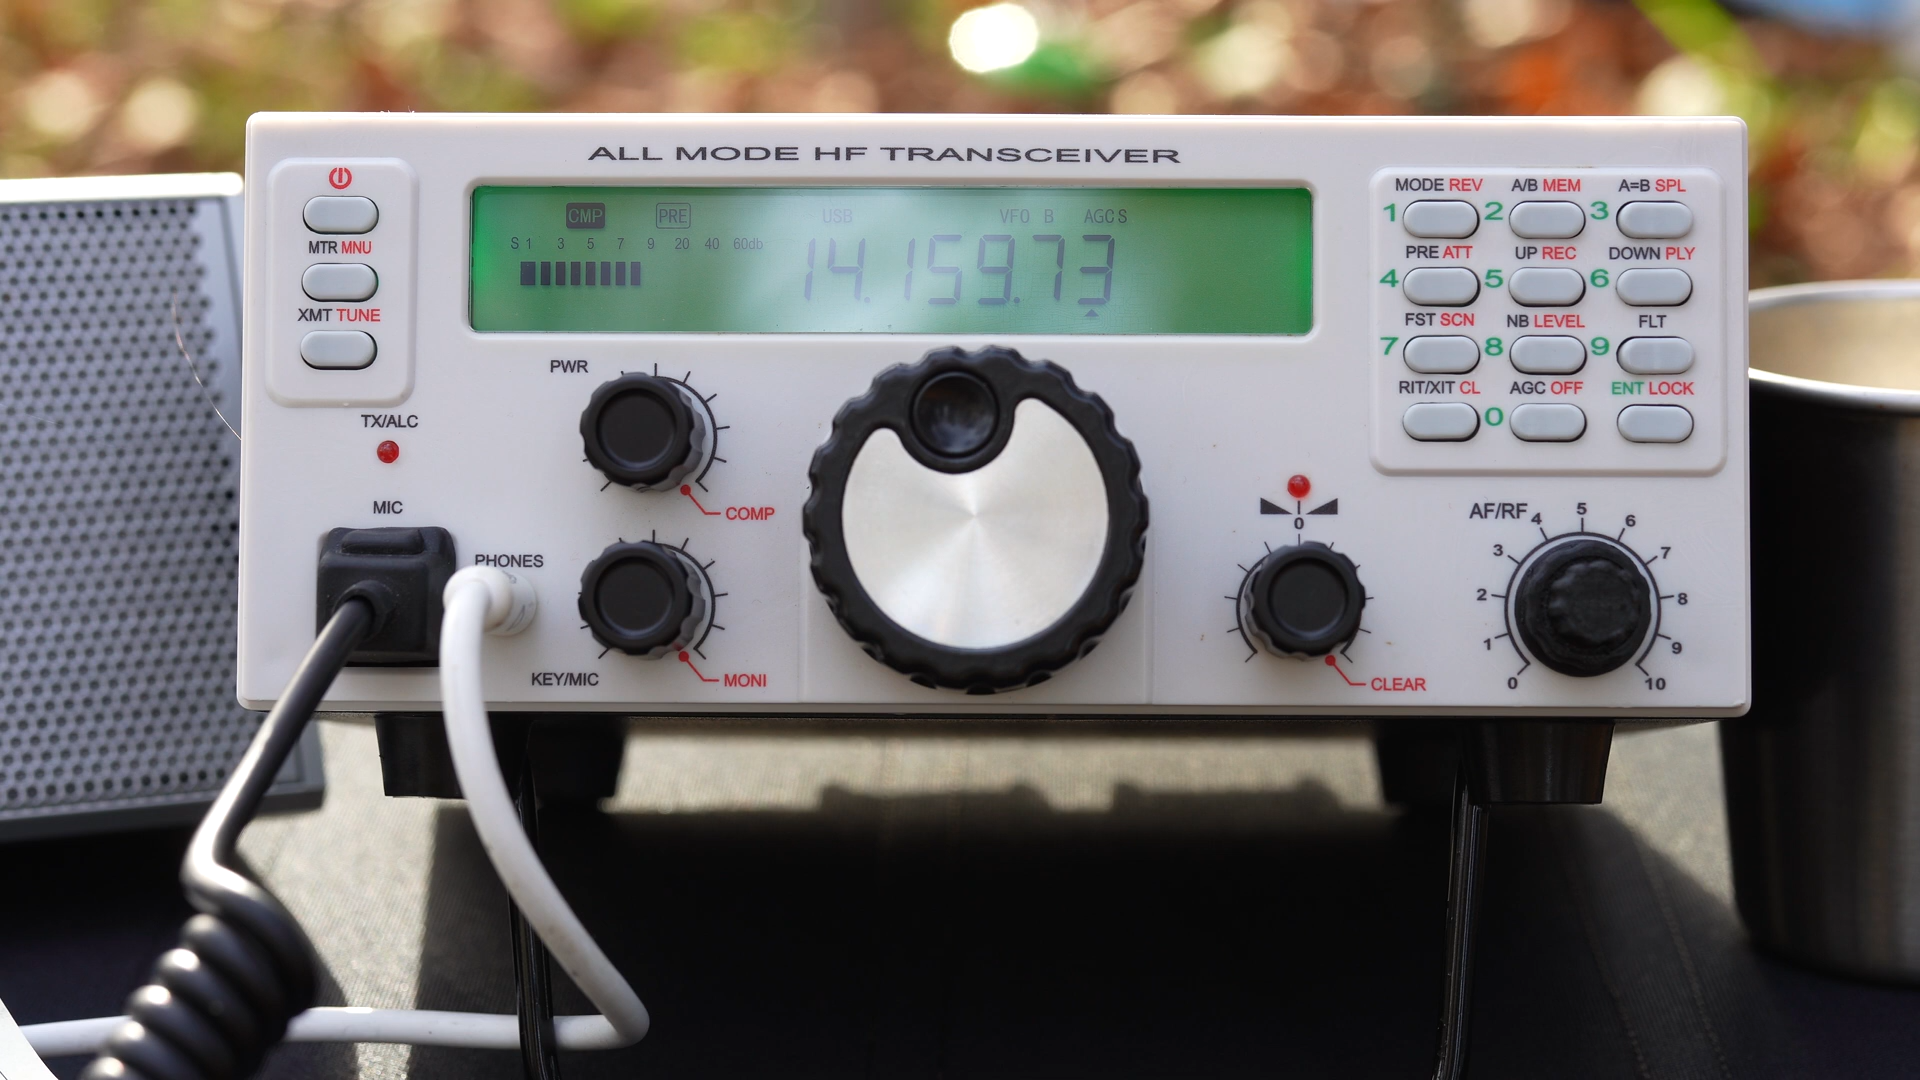 ALL MODE HF TRANSCEIVER
CMP PRE USB VFO B AGC S
S 1 3 5 7 9 20 40 60db
14.159.73
MTR MNU
XMT TUNE
TX/ALC
MIC
PHONES
PWR
COMP
KEY/MIC
MONI
0
CLEAR
MODE REV A/B MEM A=B SPL
1 2 3
PRE ATT UP REC DOWN PLY
4 5 6
FST SCN NB LEVEL FLT
7 8 9
RIT/XIT CL AGC OFF ENT LOCK
0
AF/RF
0 1 2 3 4 5 6 7 8 9 10